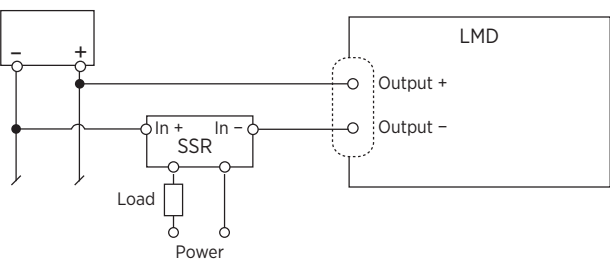 − +
LMD
Output +
In + In − Output −
SSR
Load
Power